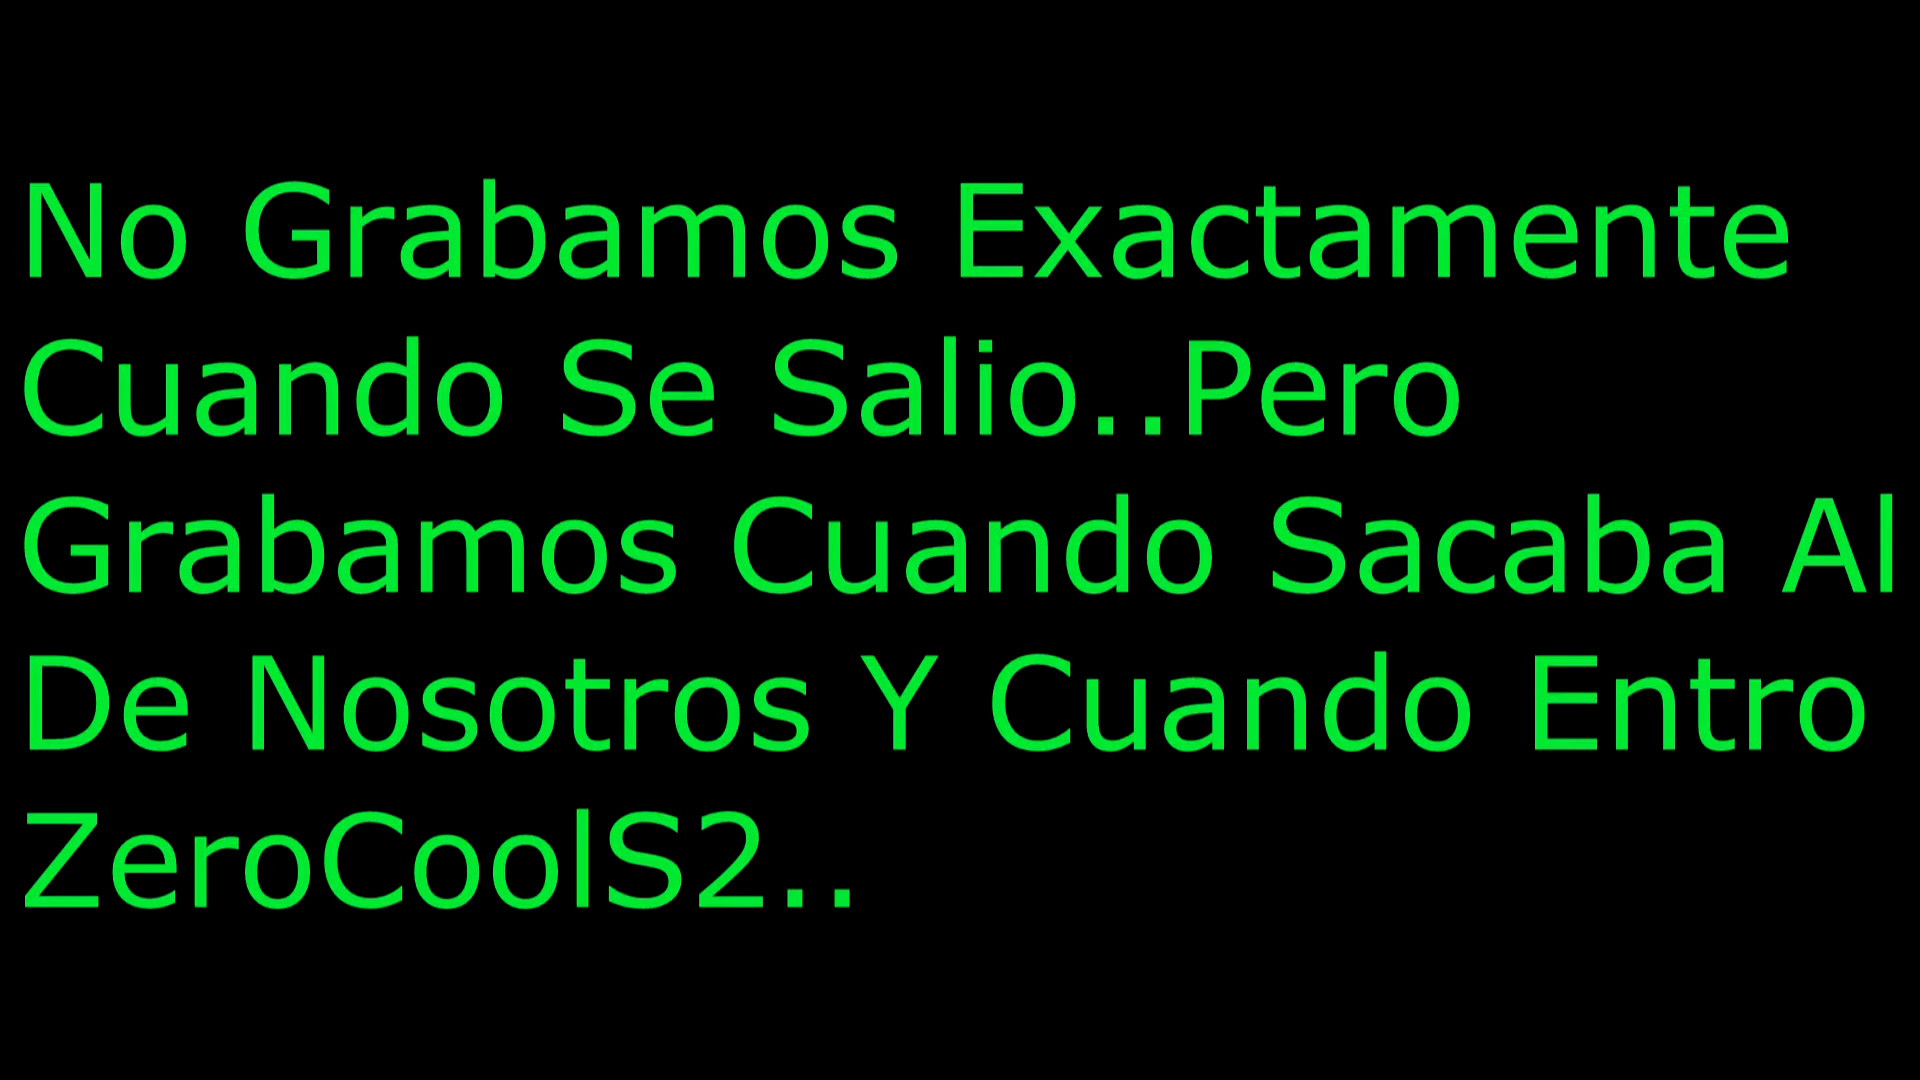 No Grabamos Exactamente
Cuando Se Salio..Pero
Grabamos Cuando Sacaba Al
De Nosotros Y Cuando Entro
ZeroCoolS2..